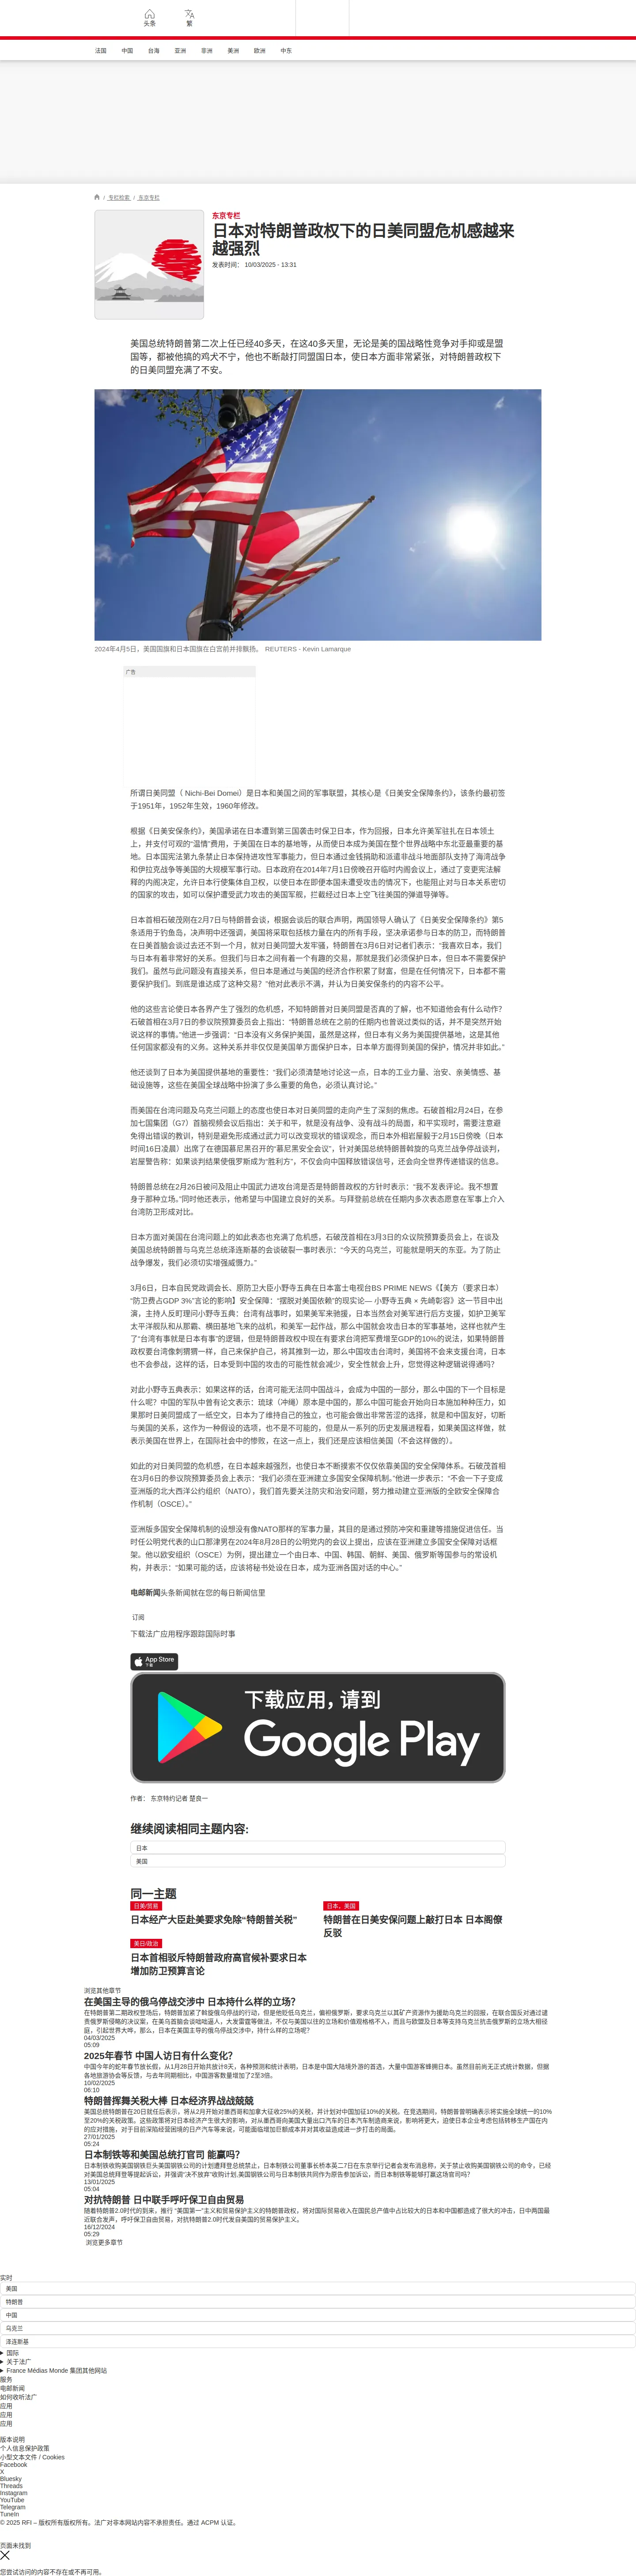 头条
繁
法国 中国 台海 亚洲 非洲 美洲 欧洲 中东
/ 专栏检索 / 东京专栏
东京专栏
日本对特朗普政权下的日美同盟危机感越来
越强烈
发表时间： 10/03/2025 - 13:31
美国总统特朗普第二次上任已经40多天，在这40多天里，无论是美的国战略性竞争对手抑或是盟
国等，都被他搞的鸡犬不宁，他也不断敲打同盟国日本，使日本方面非常紧张，对特朗普政权下
的日美同盟充满了不安。
2024年4月5日，美国国旗和日本国旗在白宫前并排飘扬。 REUTERS - Kevin Lamarque
广告
所谓日美同盟（ Nichi-Bei Domei）是日本和美国之间的军事联盟，其核心是《日美安全保障条约》，该条约最初签
于1951年，1952年生效，1960年修改。
根据《日美安保条约》，美国承诺在日本遭到第三国袭击时保卫日本，作为回报，日本允许美军驻扎在日本领土
上，并支付可观的“温情”费用，于美国在日本的基地等，从而使日本成为美国在整个世界战略中东北亚最重要的基
地。日本国宪法第九条禁止日本保持进攻性军事能力，但日本通过金钱捐助和派遣非战斗地面部队支持了海湾战争
和伊拉克战争等美国的大规模军事行动。日本政府在2014年7月1日傍晚召开临时内阁会议上，通过了变更宪法解
释的内阁决定，允许日本行使集体自卫权，以使日本在即便本国未遭受攻击的情况下，也能阻止对与日本关系密切
的国家的攻击，如可以保护遭受武力攻击的美国军舰，拦截经过日本上空飞往美国的弹道导弹等。
日本首相石破茂刚在2月7日与特朗普会谈，根据会谈后的联合声明，两国领导人确认了《日美安全保障条约》第5
条适用于钓鱼岛，决声明中还强调，美国将采取包括核力量在内的所有手段，坚决承诺参与日本的防卫，而特朗普
在日美首脑会谈过去还不到一个月，就对日美同盟大发牢骚，特朗普在3月6日对记者们表示：“我喜欢日本，我们
与日本有着非常好的关系。但我们与日本之间有着一个有趣的交易，那就是我们必须保护日本，但日本不需要保护
我们，虽然与此问题没有直接关系，但日本是通过与美国的经济合作积累了财富，但是在任何情况下，日本都不需
要保护我们。到底是谁达成了这种交易？”他对此表示不满，并认为日美安保条约的内容不公平。
他的这些言论使日本各界产生了强烈的危机感，不知特朗普对日美同盟是否真的了解，也不知道他会有什么动作？
石破首相在3月7日的参议院预算委员会上指出：“特朗普总统在之前的任期内也曾说过类似的话，并不是突然开始
说这样的事情。”他进一步强调：“日本没有义务保护美国，虽然是这样，但日本有义务为美国提供基地，这是其他
任何国家都没有的义务。这种关系并非仅仅是美国单方面保护日本，日本单方面得到美国的保护，情况并非如此。”
他还谈到了日本为美国提供基地的重要性：“我们必须清楚地讨论这一点，日本的工业力量、治安、亲美情感、基
础设施等，这些在美国全球战略中扮演了多么重要的角色，必须认真讨论。”
而美国在台湾问题及乌克兰问题上的态度也使日本对日美同盟的走向产生了深刻的焦虑。石破首相2月24日，在参
加七国集团（G7）首脑视频会议后指出：关于和平，就是没有战争、没有战斗的局面，和平实现时，需要注意避
免得出错误的教训，特别是避免形成通过武力可以改变现状的错误观念，而日本外相岩屋毅于2月15日傍晚（日本
时间16日凌晨）出席了在德国慕尼黑召开的“慕尼黑安全会议”，针对美国总统特朗普斡旋的乌克兰战争停战谈判，
岩屋警告称：如果谈判结果使俄罗斯成为“胜利方”，不仅会向中国释放错误信号，还会向全世界传递错误的信息。
特朗普总统在2月26日被问及阻止中国武力进攻台湾是否是特朗普政权的方针时表示：“我不发表评论。我不想置
身于那种立场。”同时他还表示，他希望与中国建立良好的关系。与拜登前总统在任期内多次表态愿意在军事上介入
台湾防卫形成对比。
日本方面对美国在台湾问题上的如此表态也充满了危机感，石破茂首相在3月3日的众议院预算委员会上，在谈及
美国总统特朗普与乌克兰总统泽连斯基的会谈破裂一事时表示：“今天的乌克兰，可能就是明天的东亚。为了防止
战争爆发，我们必须切实增强威慑力。”
3月6日，日本自民党政调会长、原防卫大臣小野寺五典在日本富士电视台BS PRIME NEWS《【美方（要求日本）
“防卫费占GDP 3%”言论的影响】安全保障：“摆脱对美国依赖”的现实论— 小野寺五典 × 先崎彰容》这一节目中出
演，主持人反町理问小野寺五典：台湾有战事时，如果美军来驰援，日本当然会对美军进行后方支援，如护卫美军
太平洋舰队和从那霸、横田基地飞来的战机，和美军一起作战，那么中国就会攻击日本的军事基地，这样也就产生
了“台湾有事就是日本有事”的逻辑，但是特朗普政权中现在有要求台湾把军费增至GDP的10%的说法，如果特朗普
政权要台湾像刺猬猬一样，自己来保护自己，将其推到一边，那么中国攻击台湾时，美国将不会来支援台湾，日本
也不会参战，这样的话，日本受到中国的攻击的可能性就会减少，安全性就会上升，您觉得这种逻辑说得通吗？
对此小野寺五典表示：如果这样的话，台湾可能无法同中国战斗，会成为中国的一部分，那么中国的下一个目标是
什么呢？中国的军队中曾有论文表示：琉球（冲绳）原本是中国的，那么中国可能会开始向日本施加种种压力，如
果那时日美同盟成了一纸空文，日本为了维持自己的独立，也可能会做出非常苦涩的选择，就是和中国友好，切断
与美国的关系，这作为一种假设的选项，也不是不可能的，但是从一系列的历史发展进程看，如果美国这样做，就
表示美国在世界上，在国际社会中的惨败，在这一点上，我们还是应该相信美国（不会这样做的）。
如此的对日美同盟的危机感，在日本越来越强烈，也使日本不断摸索不仅仅依靠美国的安全保障体系。石破茂首相
在3月6日的参议院预算委员会上表示：“我们必须在亚洲建立多国安全保障机制。”他进一步表示：“不会一下子变成
亚洲版的北大西洋公约组织（NATO），我们首先要关注防灾和治安问题，努力推动建立亚洲版的全欧安全保障合
作机制（OSCE）。”
亚洲版多国安全保障机制的设想没有像NATO那样的军事力量，其目的是通过预防冲突和重建等措施促进信任。当
时任公明党代表的山口那津男在2024年8月28日的公明党内的会议上提出，应该在亚洲建立多国安全保障对话框
架。他以欧安组织（OSCE）为例，提出建立一个由日本、中国、韩国、朝鲜、美国、俄罗斯等国参与的常设机
构，并表示：“如果可能的话，应该将秘书处设在日本，成为亚洲各国对话的中心。”
电邮新闻头条新闻就在您的每日新闻信里
订阅
下载法广应用程序跟踪国际时事
App Store
下载
下载应用，请到
Google Play
作者： 东京特约记者 楚良一
继续阅读相同主题内容:
日本
美国
同一主题
日美/贸易
日本经产大臣赴美要求免除“特朗普关税”
日本，美国
特朗普在日美安保问题上敲打日本 日本阁僚
反驳
美日/政治
日本首相驳斥特朗普政府高官候补要求日本
增加防卫预算言论
浏览其他章节
在美国主导的俄乌停战交涉中 日本持什么样的立场？
在特朗普第二期政权登场后，特朗普加紧了斡旋俄乌停战的行动，但是他贬低乌克兰，偏袒俄罗斯，要求乌克兰以其矿产资源作为援助乌克兰的回报，在联合国反对通过谴
责俄罗斯侵略的决议案，在美乌首脑会谈咄咄逼人，大发雷霆等做法，不仅与美国以往的立场和价值观格格不入，而且与欧盟及日本等支持乌克兰抗击俄罗斯的立场大相径
庭，引起世界大哗，那么，日本在美国主导的俄乌停战交涉中，持什么样的立场呢？
04/03/2025
05:09
2025年春节 中国人访日有什么变化？
中国今年的蛇年春节放长假，从1月28日开始共放计8天，各种预测和统计表明，日本是中国大陆境外游的首选，大量中国游客蜂拥日本。虽然目前尚无正式统计数据，但据
各地旅游协会等反馈，与去年同期相比，中国游客数量增加了2至3倍。
10/02/2025
06:10
特朗普挥舞关税大棒 日本经济界战战兢兢
美国总统特朗普在20日就任后表示，将从2月开始对墨西哥和加拿大征收25%的关税，并计划对中国加征10%的关税。在竞选期间，特朗普曾明确表示将实施全球统一的10%
至20%的关税政策。这些政策将对日本经济产生很大的影响，对从墨西哥向美国大量出口汽车的日本汽车制造商来说，影响将更大，迫使日本企业考虑包括转移生产国在内
的应对措施，对于目前深陷经营困境的日产汽车等来说，可能面临增加巨额成本并对其收益造成进一步打击的局面。
27/01/2025
05:24
日本制铁等和美国总统打官司 能赢吗？
日本制铁收购美国钢铁巨头美国钢铁公司的计划遭拜登总统禁止，日本制铁公司董事长桥本英二7日在东京举行记者会发布消息称，关于禁止收购美国钢铁公司的命令，已经
对美国总统拜登等提起诉讼，并强调“决不放弃”收购计划,美国钢铁公司与日本制铁共同作为原告参加诉讼，而日本制铁等能够打赢这场官司吗？
13/01/2025
05:04
对抗特朗普 日中联手呼吁保卫自由贸易
随着特朗普2.0时代的到来，推行 “美国第一”主义和贸易保护主义的特朗普政权，将对国际贸易收入在国民总产值中占比较大的日本和中国都造成了很大的冲击，日中两国最
近联合发声，呼吁保卫自由贸易，对抗特朗普2.0时代发自美国的贸易保护主义。
16/12/2024
05:29
浏览更多章节
实时
美国
特朗普
中国
乌克兰
泽连斯基
国际
关于法广
France Médias Monde 集团其他网站
服务
电邮新闻
如何收听法广
应用
应用
应用
版本说明
个人信息保护政策
小型文本文件 / Cookies
Facebook
X
Bluesky
Threads
Instagram
YouTube
Telegram
TuneIn
© 2025 RFI – 版权所有版权所有。法广对非本网站内容不承担责任。通过 ACPM 认证。
页面未找到
您尝试访问的内容不存在或不再可用。